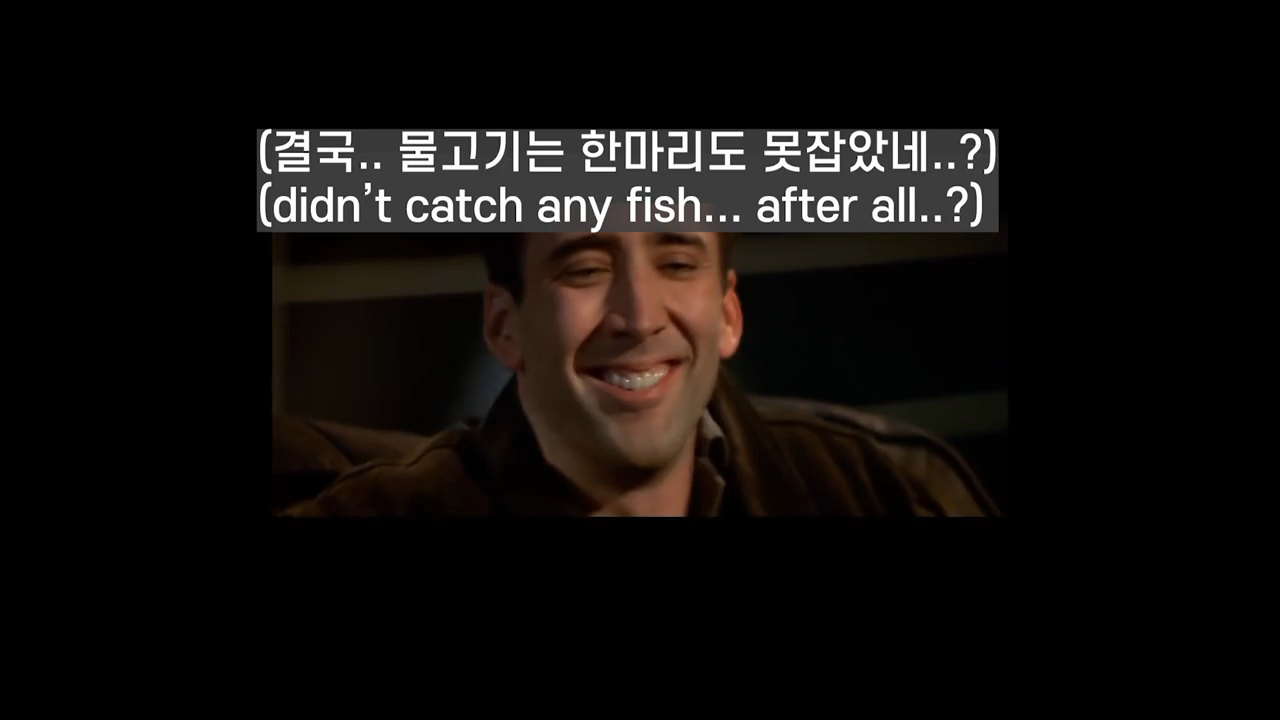 (결국.. 물고기는 한마리도 못잡았네..?)
(didn’t catch any fish... after all..?)